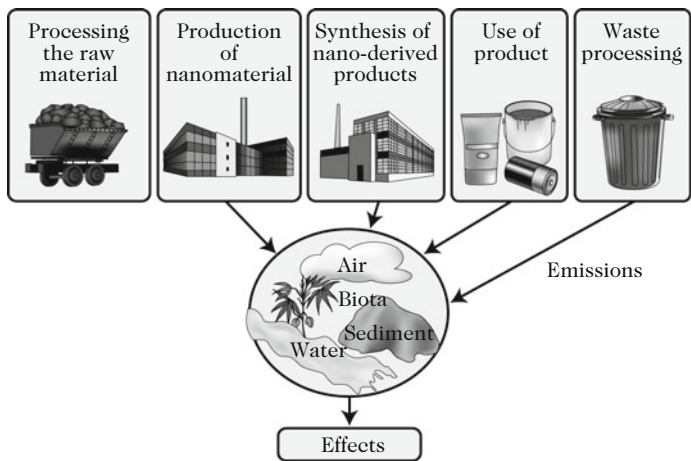 Processing
the raw
material
Production
of
nanomaterial
Synthesis of
nano-derived
products
Use of
product
Waste
processing
Emissions
Air
Biota
Sediment
Water
Effects